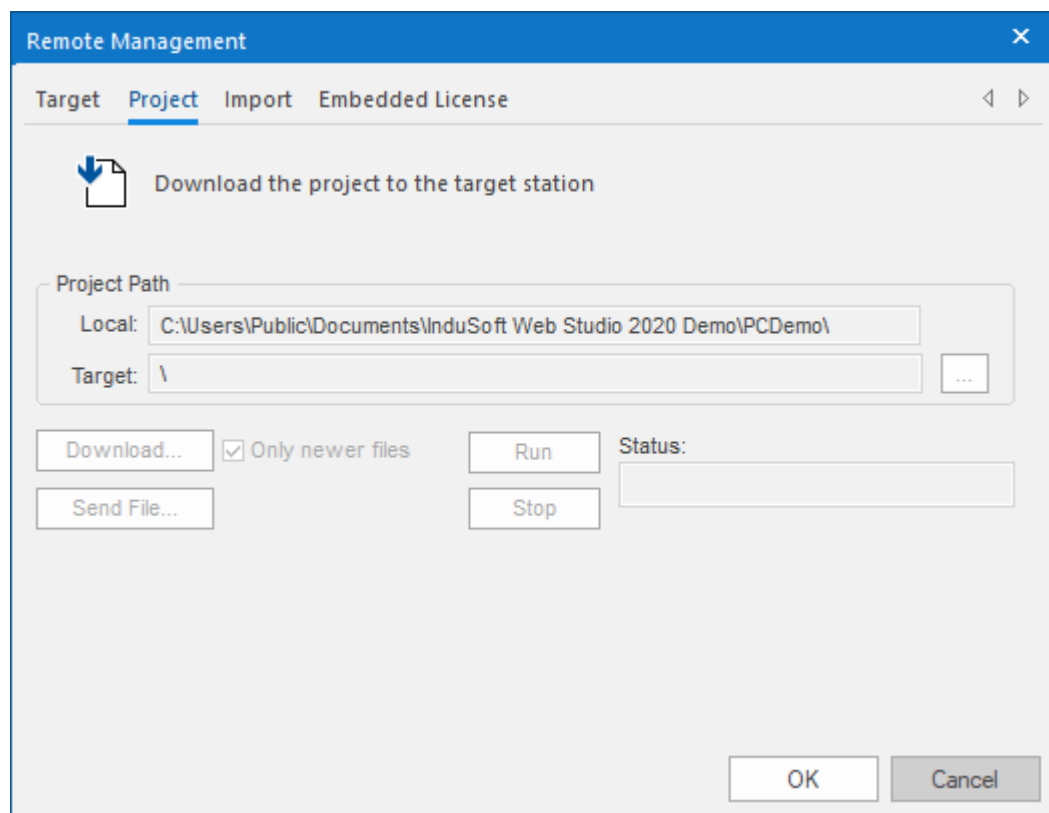 Remote Management
Target Project Import Embedded License
Download the project to the target station
Project Path
Local: C:\Users\Public\Documents\InduSoft Web Studio 2020 Demo\PCDemo\
Target: \ ...
Download... Only newer files Run Status:
Send File... Stop
OK Cancel